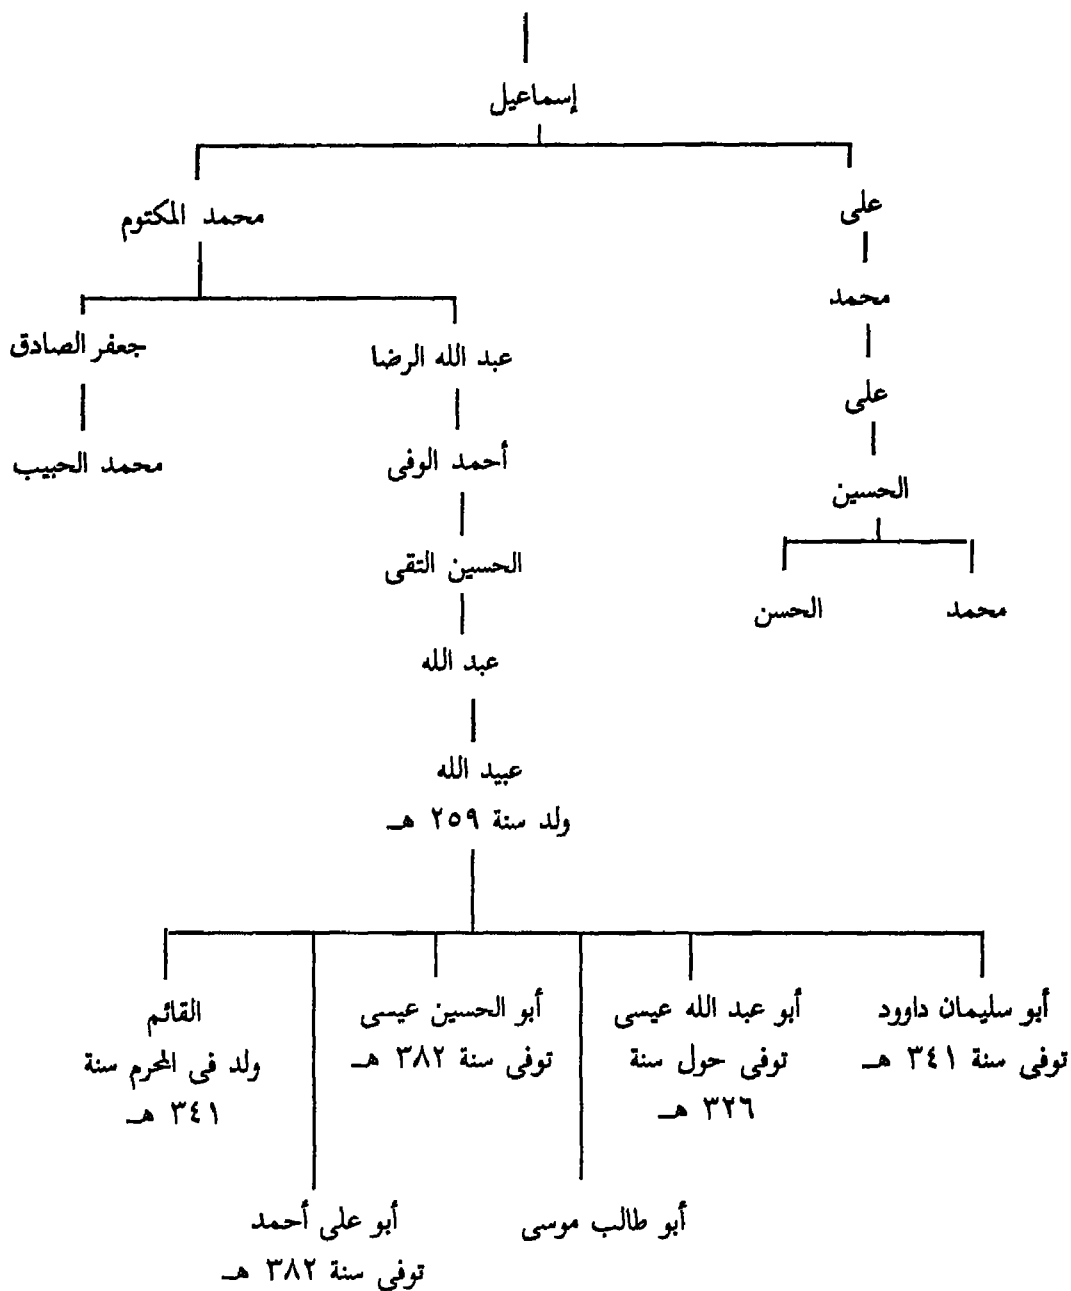 إسماعيل
على
محمد المكتوم
محمد
عبد الله الرضا
جعفر الصادق
على
أحمد الوفى
محمد الحبيب
الحسين
الحسين التقى
محمد
الحسن
عبد الله
عبيد الله
ولد سنة ٢٥٩ هـ
أبو سليمان داوود
توفى سنة ٣٤١ هـ
أبو عبد الله عيسى
توفى حول سنة
٣٢٦ هـ
أبو الحسين عيسى
توفى سنة ٣٨٢ هـ
القائم
ولد فى المحرم سنة
٣٤١ هـ
أبو طالب موسى
أبو على أحمد
توفى سنة ٣٨٢ هـ